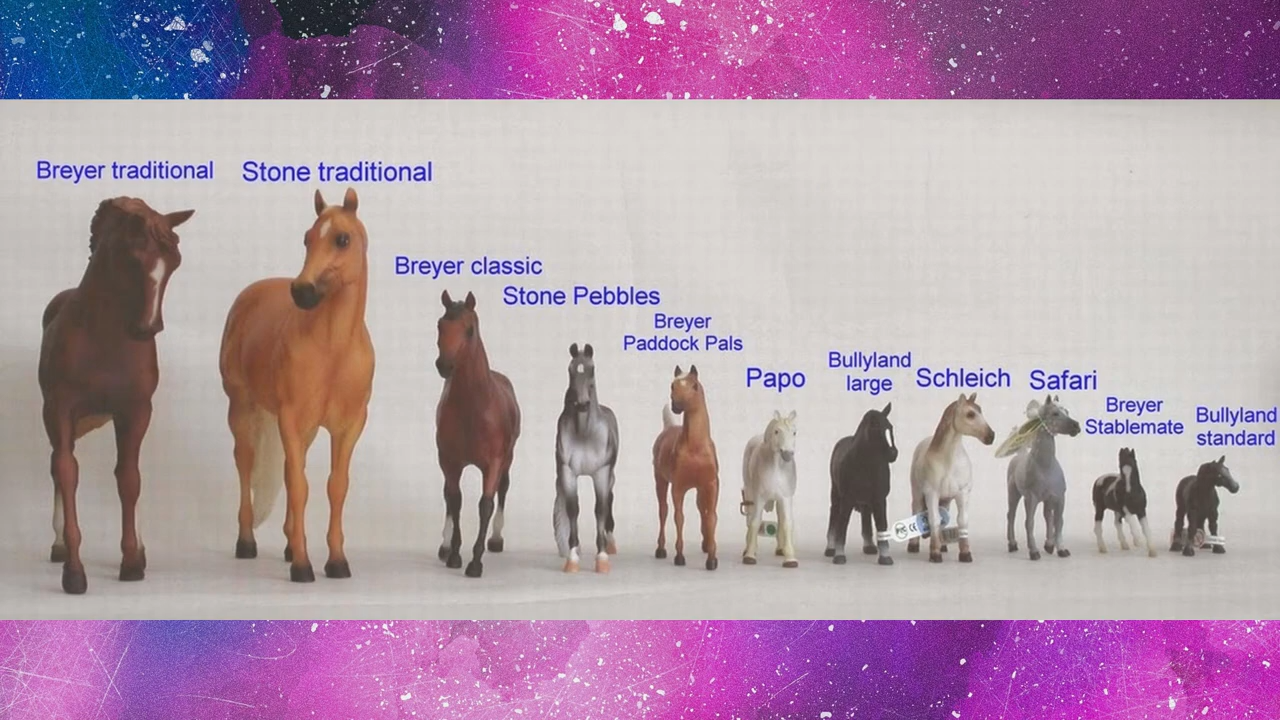 Breyer traditional
Stone traditional
Breyer classic
Stone Pebbles
Breyer
Paddock Pals
Papo
Bullyland
large
Schleich
Safari
Breyer
Stablemate
Bullyland
standard